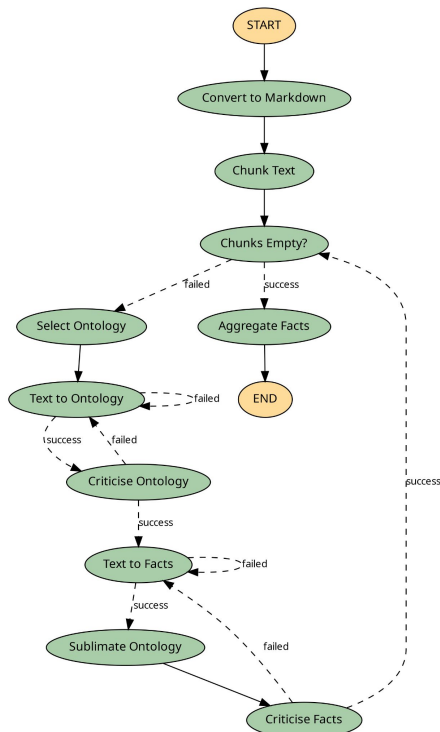 START
Convert to Markdown
Chunk Text
Chunks Empty?
failed
success
Select Ontology
Aggregate Facts
Text to Ontology
failed
END
success
failed
Criticise Ontology
success
success
Text to Facts
failed
success
Sublimate Ontology
failed
Criticise Facts